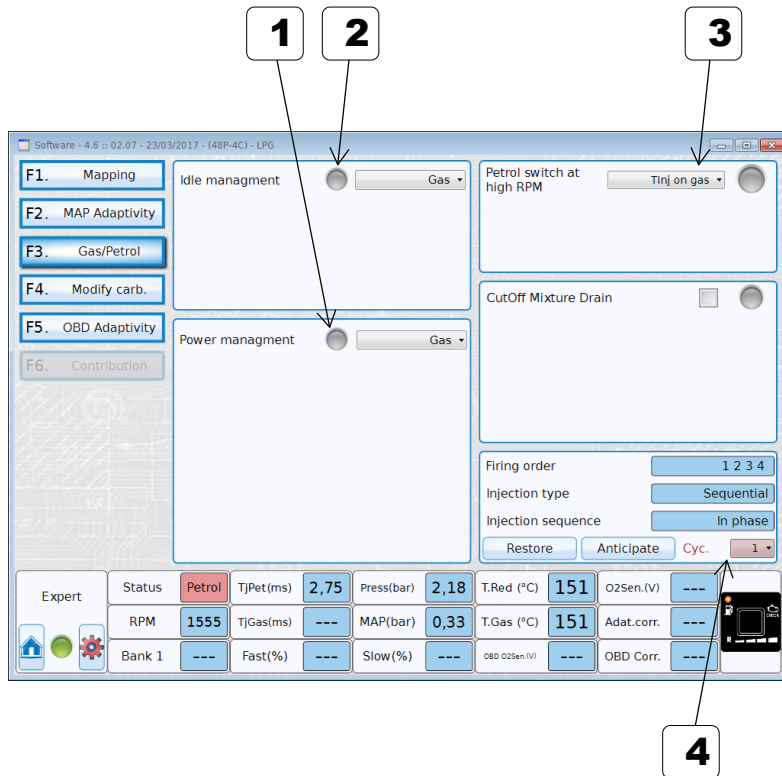 1
2
3
Software - 4.6 :: 02.07 - 23/03/2017 - (48P-4C) - LPG
F1. Mapping
F2. MAP Adaptivity
F3. Gas/Petrol
F4. Modify carb.
F5. OBD Adaptivity
F6. Contribution
Idle managment Gas
Power managment Gas
Petrol switch at
high RPM
TInj on gas
CutOff Mixture Drain
Firing order 1 2 3 4
Injection type Sequential
Injection sequence In phase
Restore Anticipate Cyc. 1
Expert
Status Petrol TjPet(ms) 2,75 Press(bar) 2,18 T.Red (°C) 151 O2Sen.(V) ---
RPM 1555 TjGas(ms) --- MAP(bar) 0,33 T.Gas (°C) 151 Adat.corr. ---
Bank 1 --- Fast(%) --- Slow(%) --- OBD O2Sen.(V) --- OBD Corr. ---
CHECK
R
4